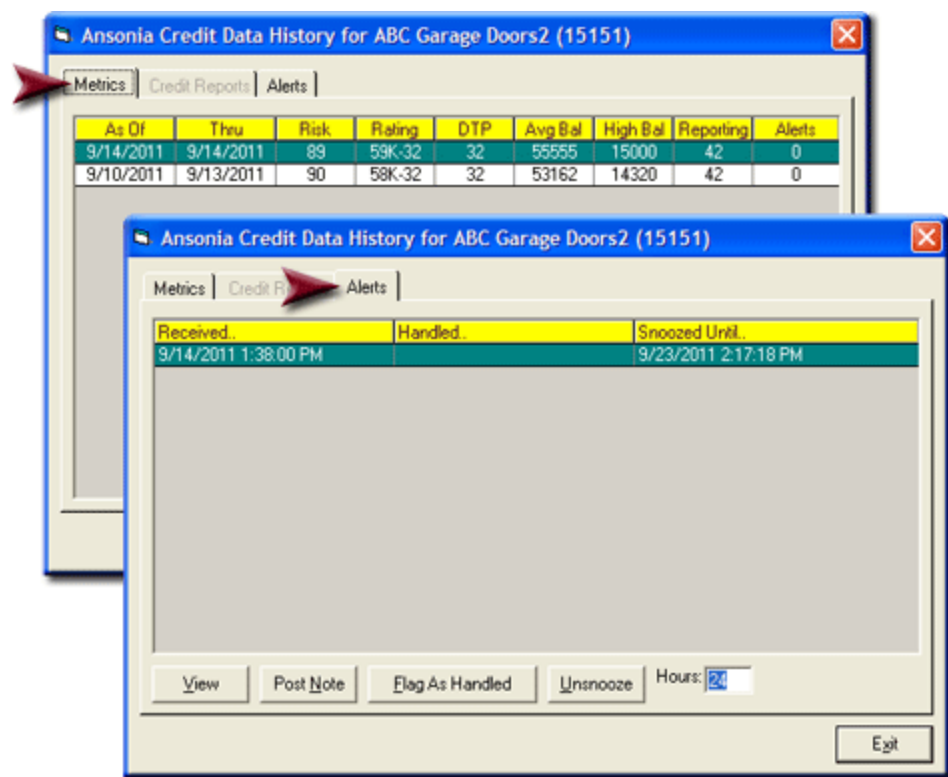 Ansonia Credit Data History for ABC Garage Doors2 (15151)
Metrics Credit Reports Alerts
As Of Thru Risk Rating DTP Avg Bal High Bal Reporting Alerts
9/14/2011 9/14/2011 89 59K-32 32 55555 15000 42 0
9/10/2011 9/13/2011 90 58K-32 32 53162 14320 42 0
Ansonia Credit Data History for ABC Garage Doors2 (15151)
Metrics Credit R Alerts
Received.. Handled.. Snoozed Until..
9/14/2011 1:38:00 PM 9/23/2011 2:17:18 PM
View Post Note Flag As Handled Unsnooze Hours: 24
Exit